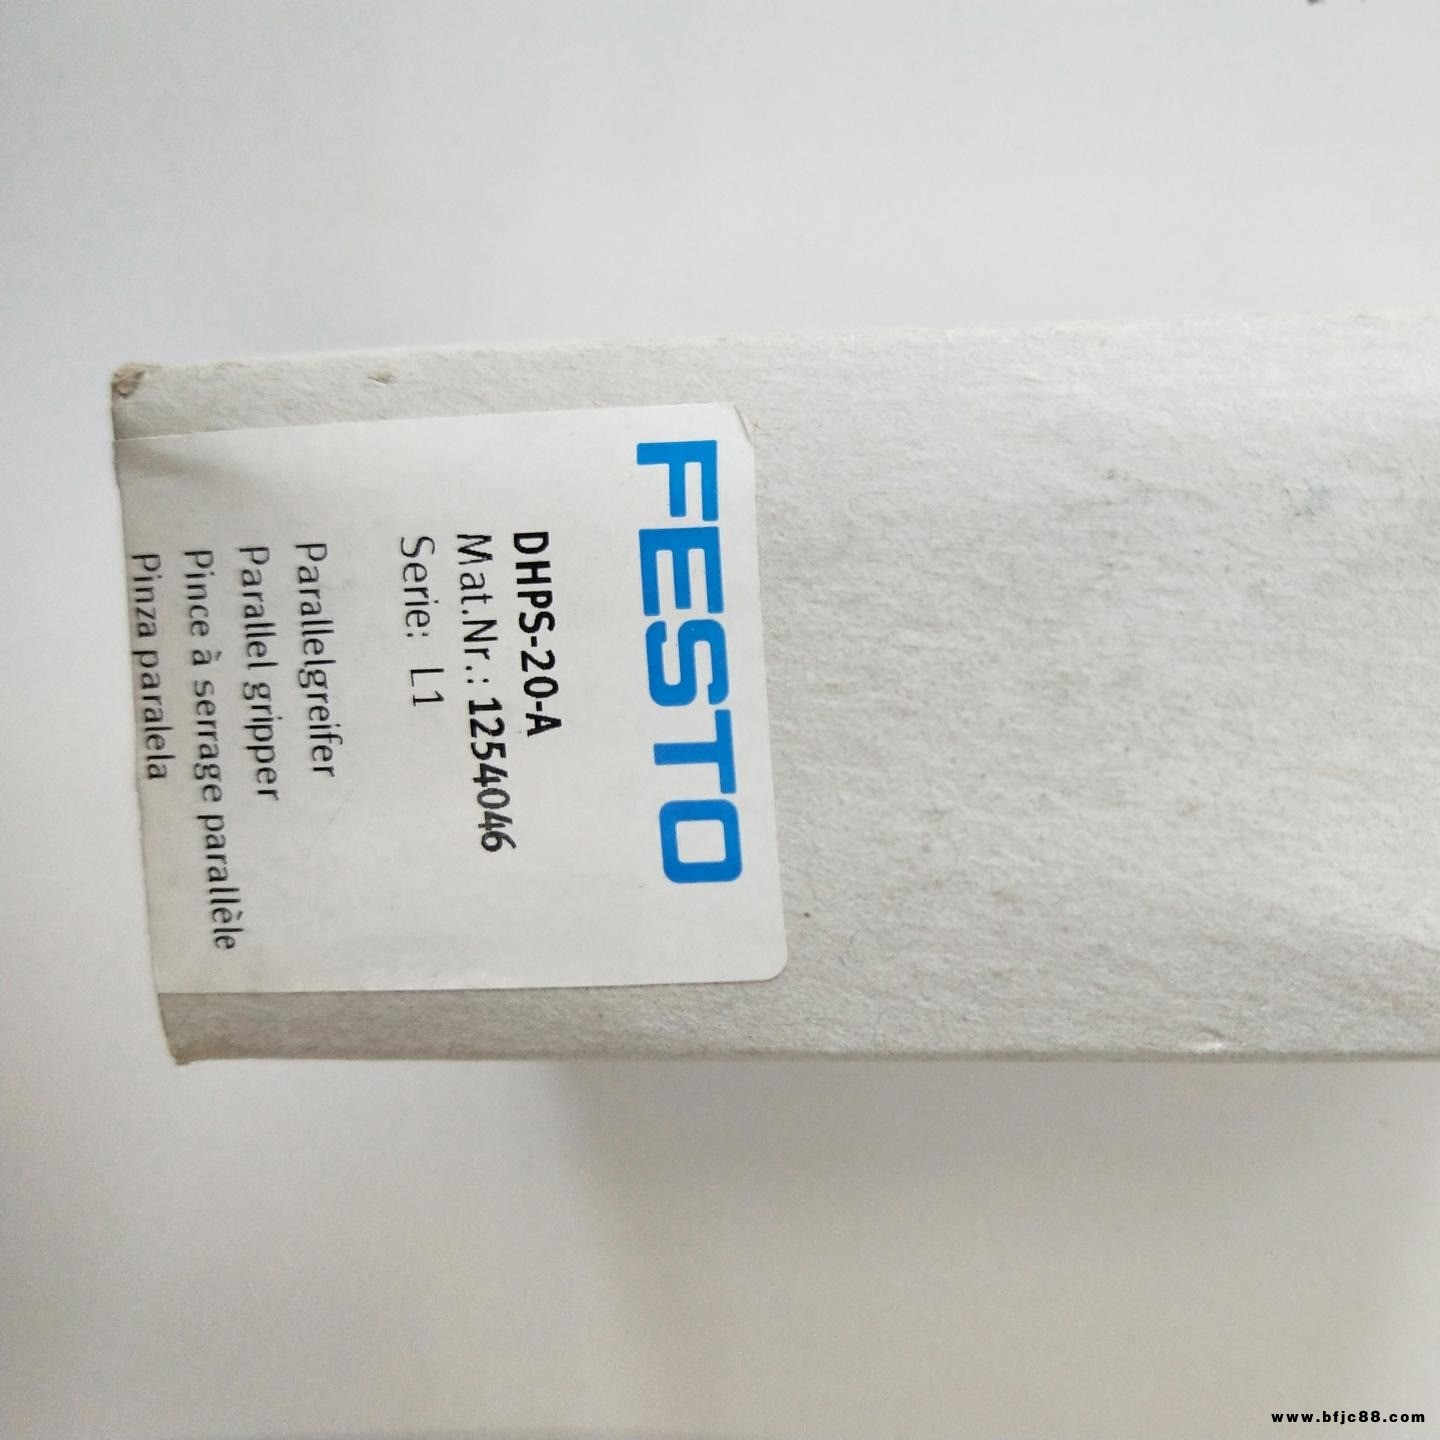 FESTO
DHPS-20-A
Mat.Nr.: 1254046
Serie: L1
Parallelgreifer
Parallel gripper
Pince à serrage parallèle
Pinza paralela
www.bfjc88.com